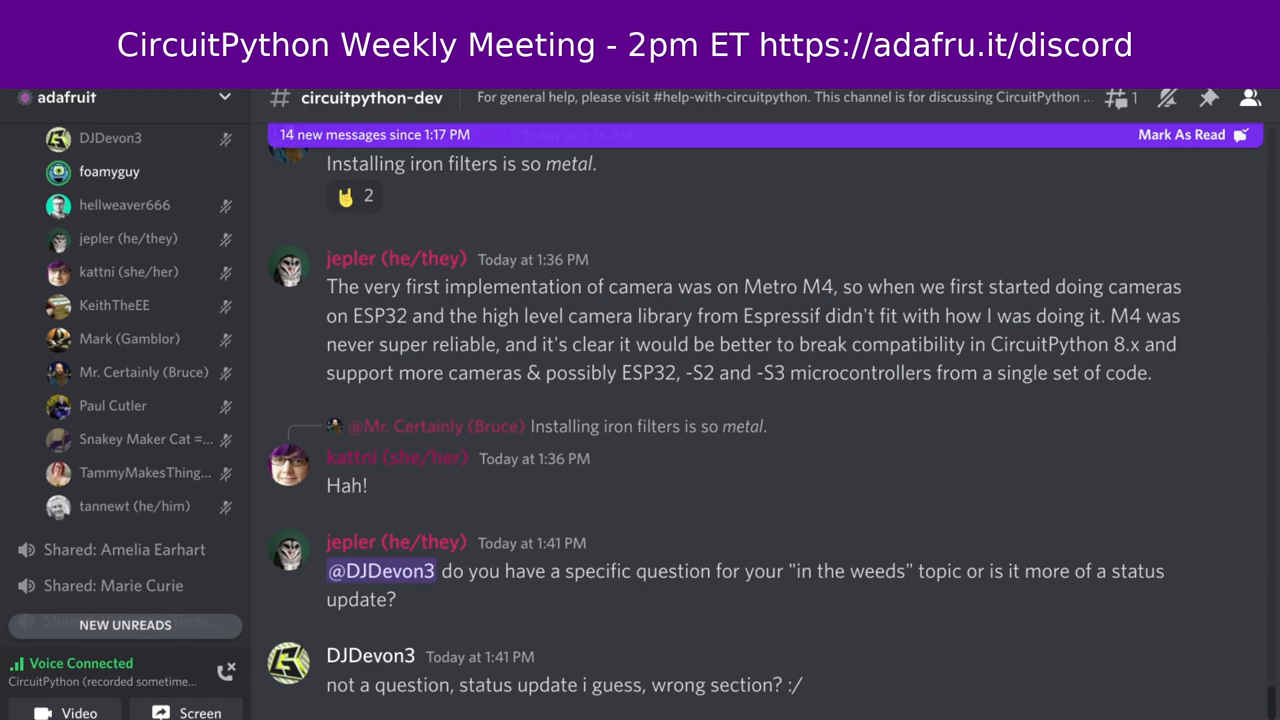 CircuitPython Weekly Meeting - 2pm ET https://adafru.it/discord
adafruit
# circuitpython-dev
For general help, please visit #help-with-circuitpython. This channel is for discussing CircuitPython ...
1
DJDevon3
foamyguy
hellweaver666
jepler (he/they)
kattni (she/her)
KeithTheEE
Mark (Gamblor)
Mr. Certainly (Bruce)
Paul Cutler
Snakey Maker Cat =...
TammyMakesThing...
tannewt (he/him)
Shared: Amelia Earhart
Shared: Marie Curie
NEW UNREADS
Voice Connected
CircuitPython (recorded sometime...
Video
Screen
14 new messages since 1:17 PM
Today at 1:36 PM
Mark As Read
Installing iron filters is so metal.
2
jepler (he/they) Today at 1:36 PM
The very first implementation of camera was on Metro M4, so when we first started doing cameras
on ESP32 and the high level camera library from Espressif didn't fit with how I was doing it. M4 was
never super reliable, and it's clear it would be better to break compatibility in CircuitPython 8.x and
support more cameras & possibly ESP32, -S2 and -S3 microcontrollers from a single set of code.
@Mr. Certainly (Bruce) Installing iron filters is so metal.
kattni (she/her) Today at 1:36 PM
Hah!
jepler (he/they) Today at 1:41 PM
@DJDevon3 do you have a specific question for your "in the weeds" topic or is it more of a status
update?
DJDevon3 Today at 1:41 PM
not a question, status update i guess, wrong section? :/